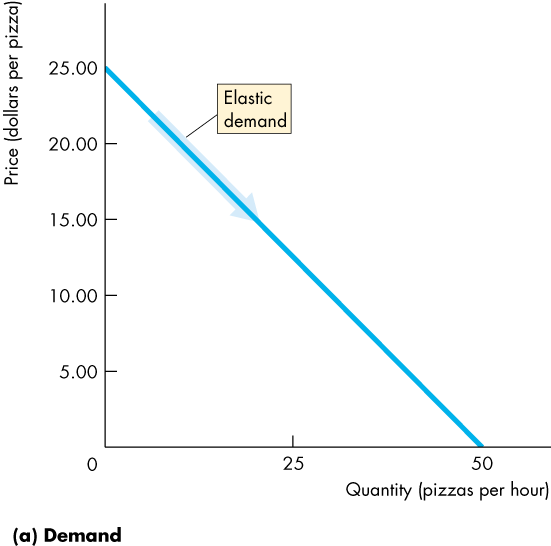 Price (dollars per pizza)
25.00
Elastic
demand
20.00
15.00
10.00
5.00
0
25
50
Quantity (pizzas per hour)
(a) Demand